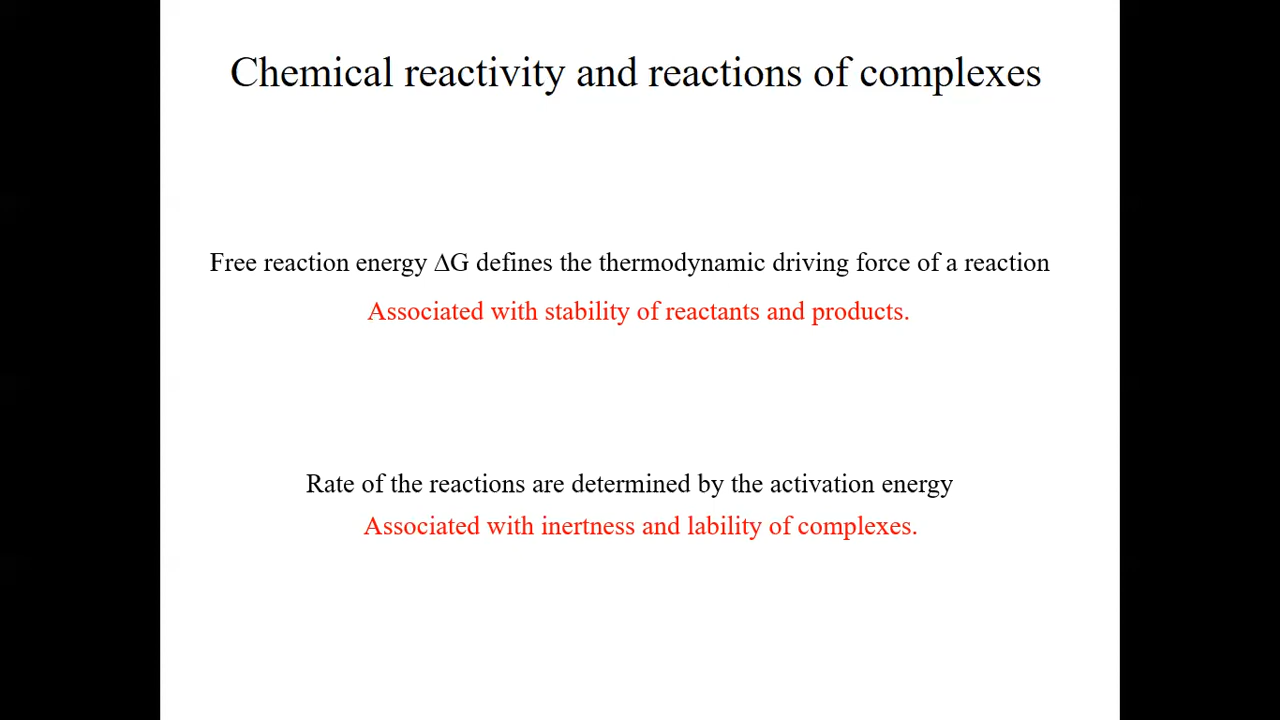 Chemical reactivity and reactions of complexes
Free reaction energy ΔG defines the thermodynamic driving force of a reaction
Associated with stability of reactants and products.
Rate of the reactions are determined by the activation energy
Associated with inertness and lability of complexes.